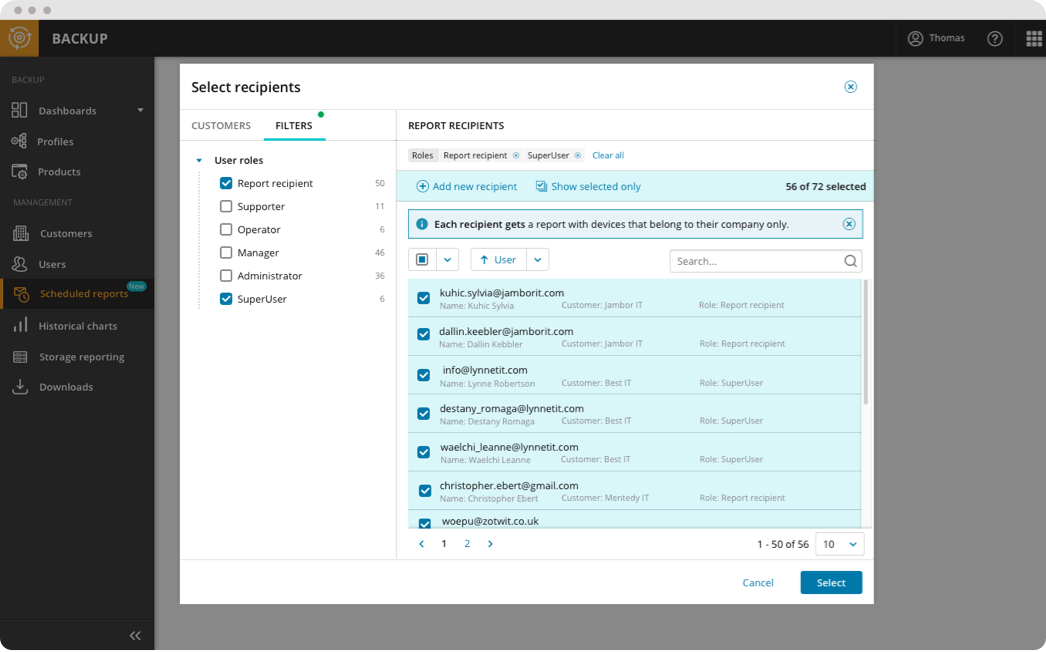 BACKUP
Thomas
BACKUP
Dashboards
Profiles
Products
MANAGEMENT
Customers
Users
Scheduled reports New
Historical charts
Storage reporting
Downloads
Select recipients
CUSTOMERS FILTERS
User roles
Report recipient 50
Supporter 11
Operator 6
Manager 46
Administrator 36
SuperUser 6
REPORT RECIPIENTS
Roles Report recipient SuperUser Clear all
Add new recipient Show selected only 56 of 72 selected
Each recipient gets a report with devices that belong to their company only.
User Search...
kuhic.sylvia@jamborit.com
Name: Kuhic Sylvia Customer: Jambor IT Role: Report recipient
dallin.keebler@jamborit.com
Name: Dallin Kebbler Customer: Jambor IT Role: Report recipient
info@lynnetit.com
Name: Lynne Robertson Customer: Best IT Role: SuperUser
destany_romaga@lynnetit.com
Name: Destany Romaga Customer: Best IT Role: SuperUser
waelchi_leanne@lynnetit.com
Name: Waelchi Leanne Customer: Best IT Role: SuperUser
christopher.ebert@gmail.com
Name: Christopher Ebert Customer: Mentedy IT Role: Report recipient
woepu@zotwit.co.uk
1 2 1 - 50 of 56 10
Cancel Select